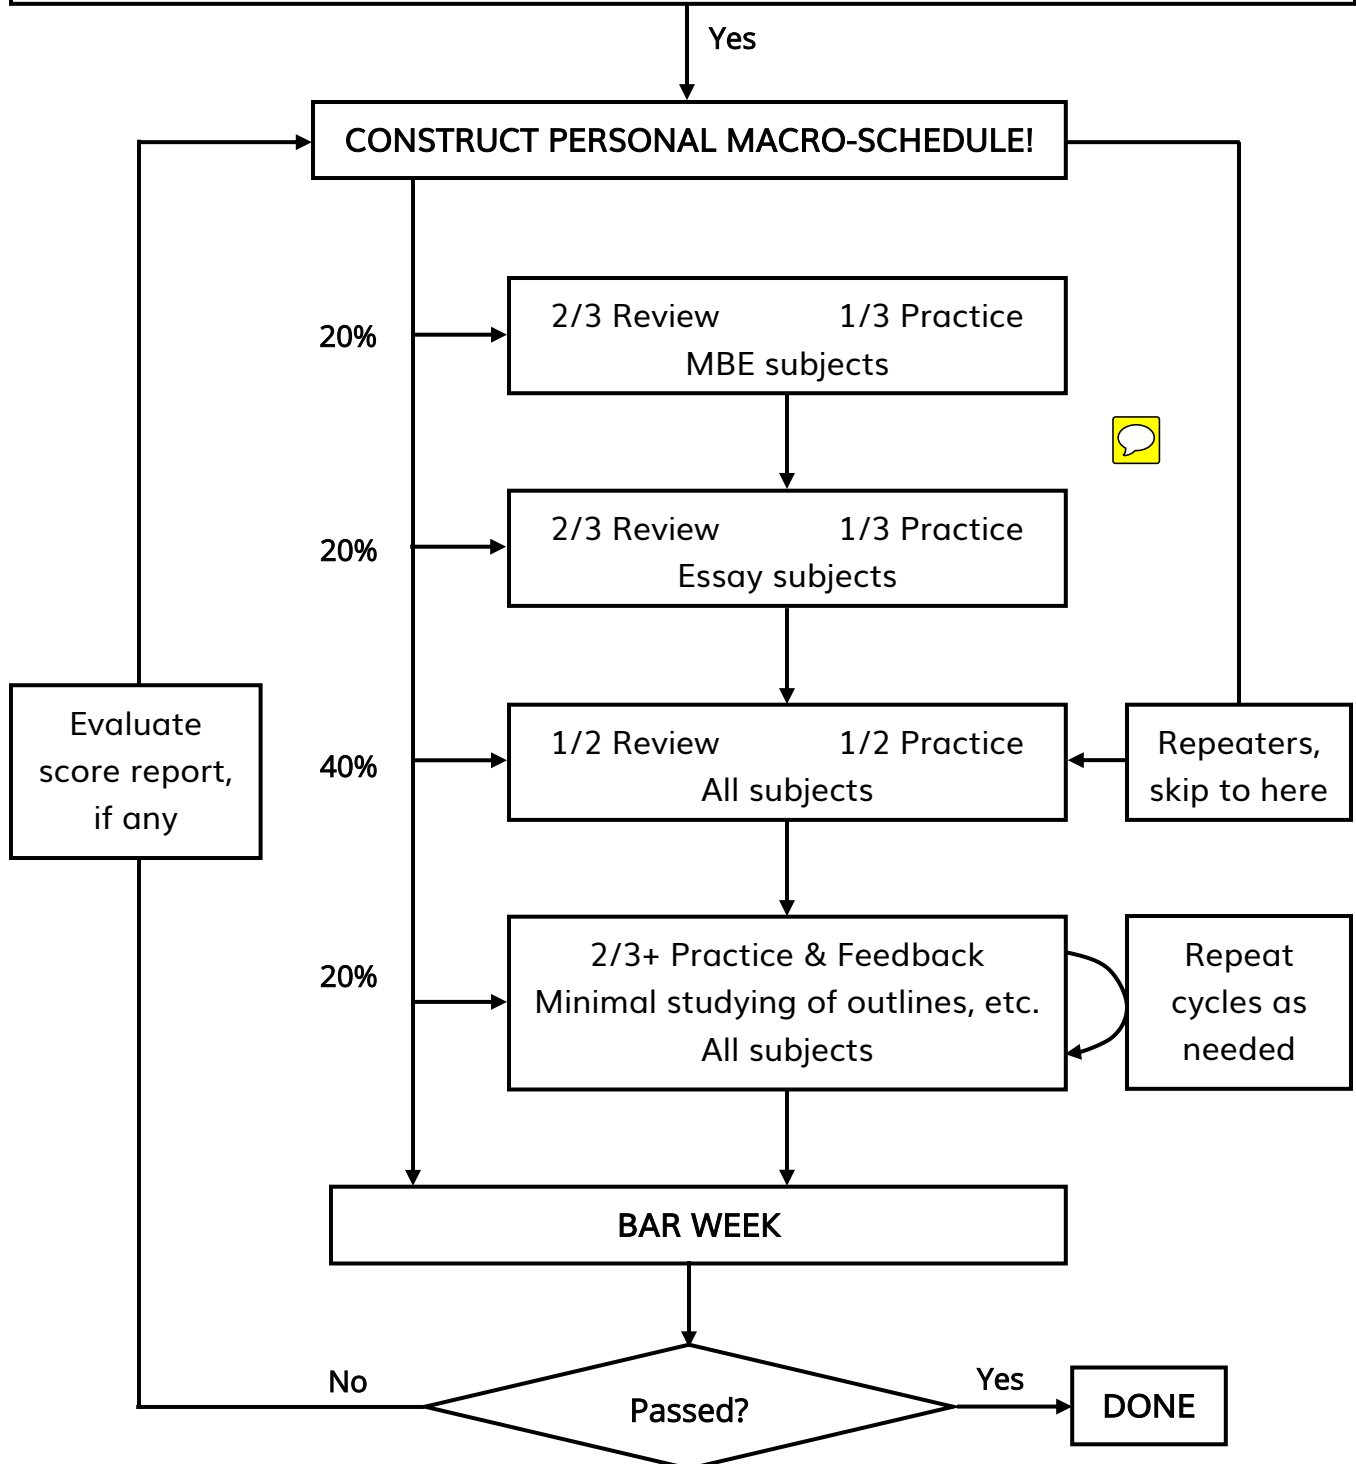 Yes
CONSTRUCT PERSONAL MACRO-SCHEDULE!
20%
2/3 Review 1/3 Practice
MBE subjects
20%
2/3 Review 1/3 Practice
Essay subjects
Evaluate
score report,
if any
40%
1/2 Review 1/2 Practice
All subjects
Repeaters,
skip to here
20%
2/3+ Practice & Feedback
Minimal studying of outlines, etc.
All subjects
Repeat
cycles as
needed
BAR WEEK
No
Passed?
Yes
DONE